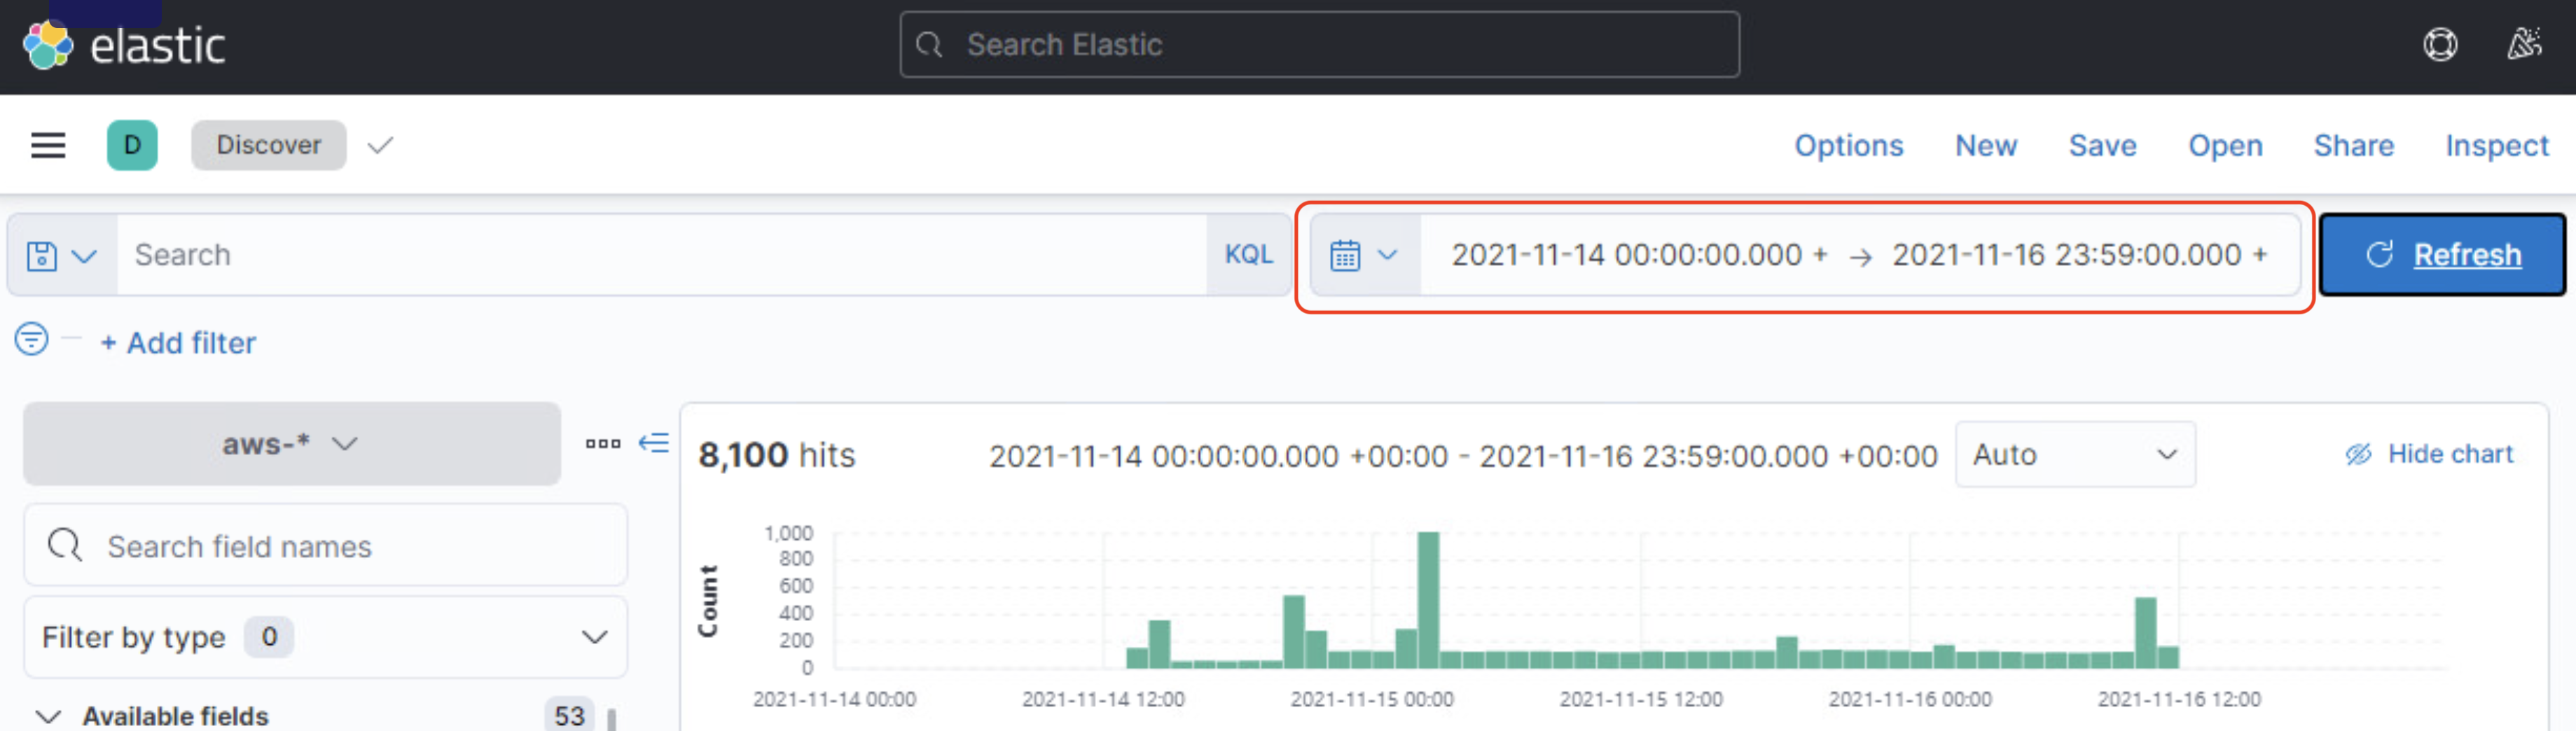 elastic
Search Elastic
D Discover
Options New Save Open Share Inspect
Search KQL
2021-11-14 00:00:00.000 + → 2021-11-16 23:59:00.000 +
Refresh
+ Add filter
aws-*
8,100 hits
2021-11-14 00:00:00.000 +00:00 - 2021-11-16 23:59:00.000 +00:00
Auto
Hide chart
Search field names
Filter by type 0
Available fields 53
Count
1,000
800
600
400
200
0
2021-11-14 00:00 2021-11-14 12:00 2021-11-15 00:00 2021-11-15 12:00 2021-11-16 00:00 2021-11-16 12:00